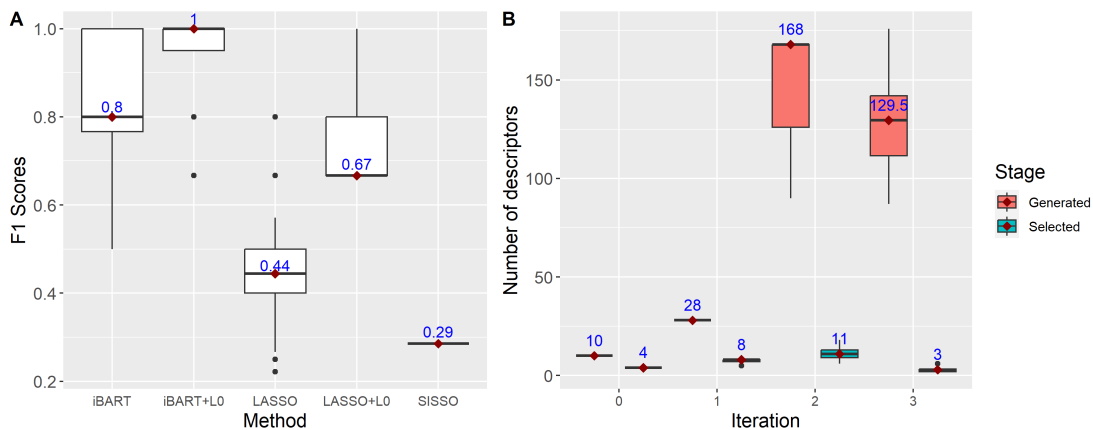 A
F1 Scores
1.0
0.8
0.6
0.4
0.2
0.8
1
0.44
0.67
0.29
iBART
iBART+L0
LASSO
LASSO+L0
SISSO
Method
B
Number of descriptors
150
100
50
0
10
4
28
8
168
11
129.5
3
0
1
2
3
Iteration
Stage
Generated
Selected